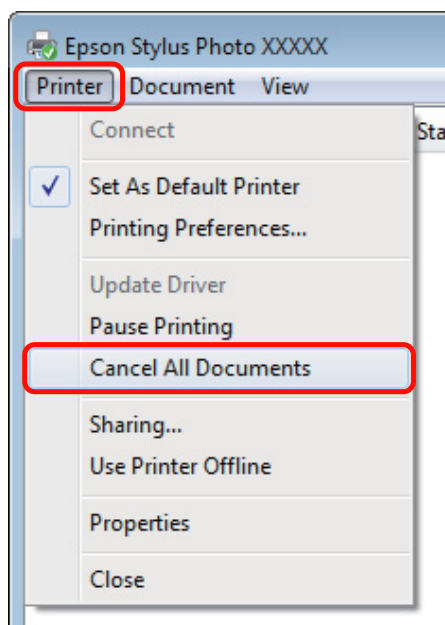 Epson Stylus Photo XXXXX
Printer Document View
Connect
Sta
Set As Default Printer
Printing Preferences...
Update Driver
Pause Printing
Cancel All Documents
Sharing...
Use Printer Offline
Properties
Close